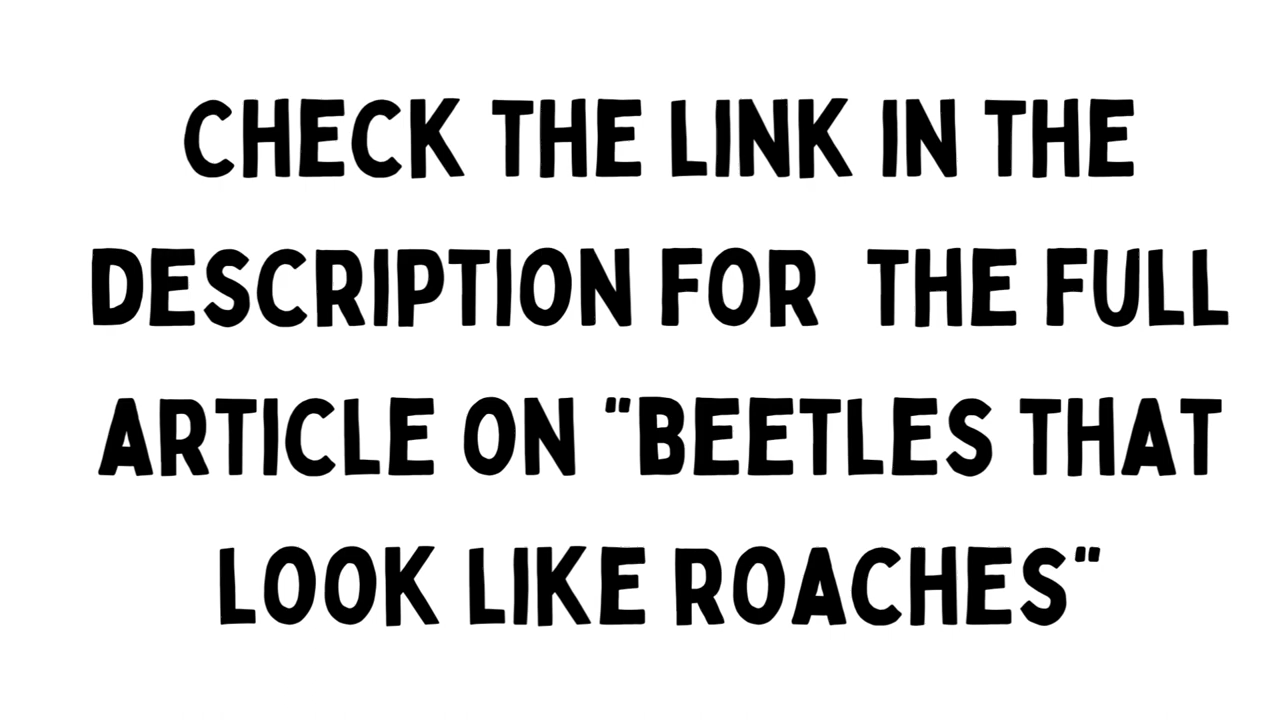 CHECK THE LINK IN THE
DESCRIPTION FOR THE FULL
ARTICLE ON "BEETLES THAT
LOOK LIKE ROACHES"